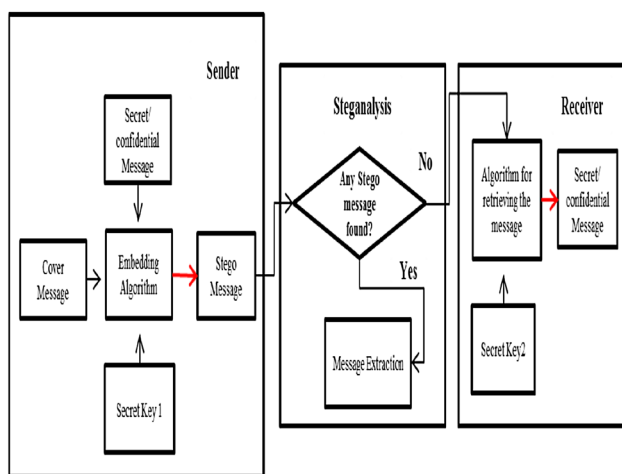 Sender
Secret/
confidential
Message
Cover
Message
Embedding
Algorithm
Stego
Message
Secret Key 1
Steganalysis
Any Stego
message
found?
No
Yes
Message Extraction
Receiver
Algorithm for
retrieving the
message
Secret/
confidential
Message
Secret Key2